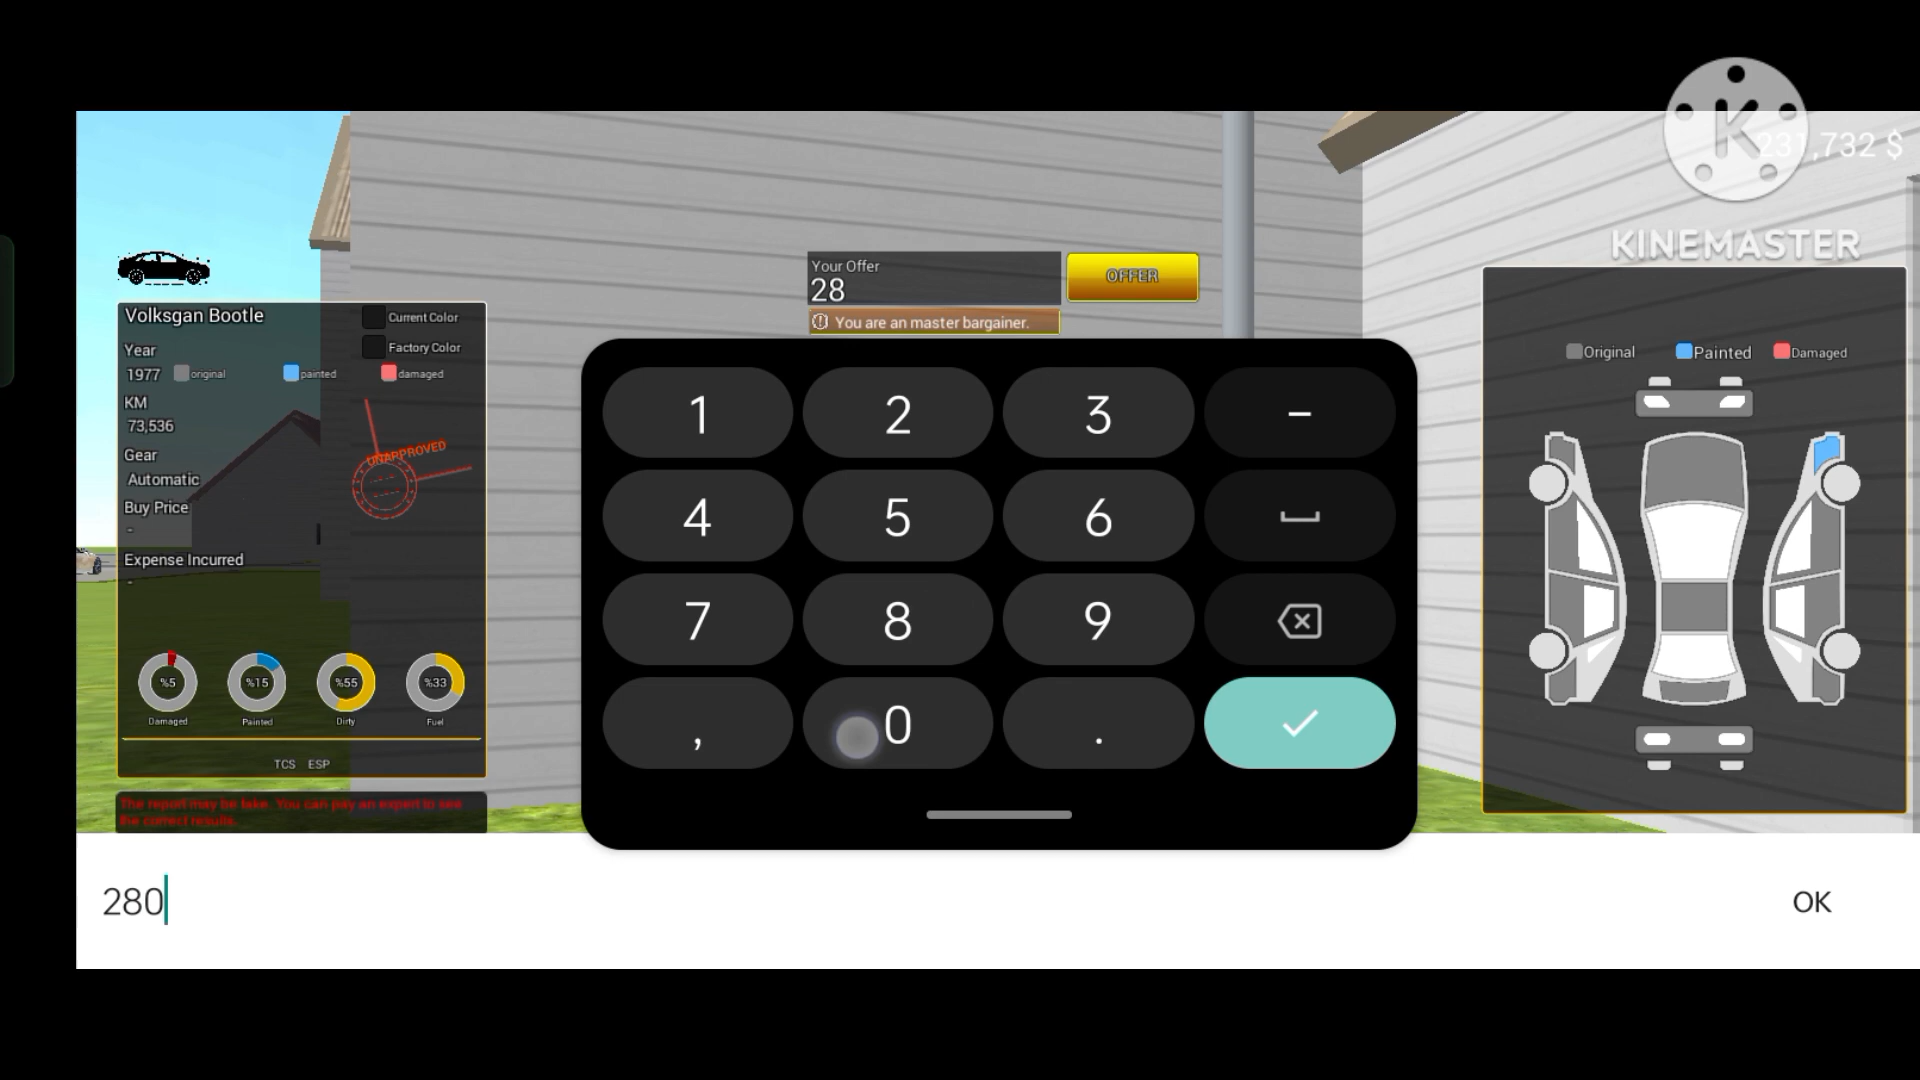 231,732 $
KINEMASTER
Your Offer
28
OFFER
You are an master bargainer.
Volksgan Bootle
Current Color
Factory Color
Year
1977
original
painted
damaged
KM
73,536
UNAPPROVED
Gear
Automatic
Buy Price
-
Expense Incurred
-
%5
%15
%55
%33
Damaged
Painted
Dirty
Fuel
TCS ESP
The report may be fake. You can pay an expert to see
the correct results.
1 2 3 –
4 5 6
7 8 9
, 0 .
Original
Painted
Damaged
280
OK